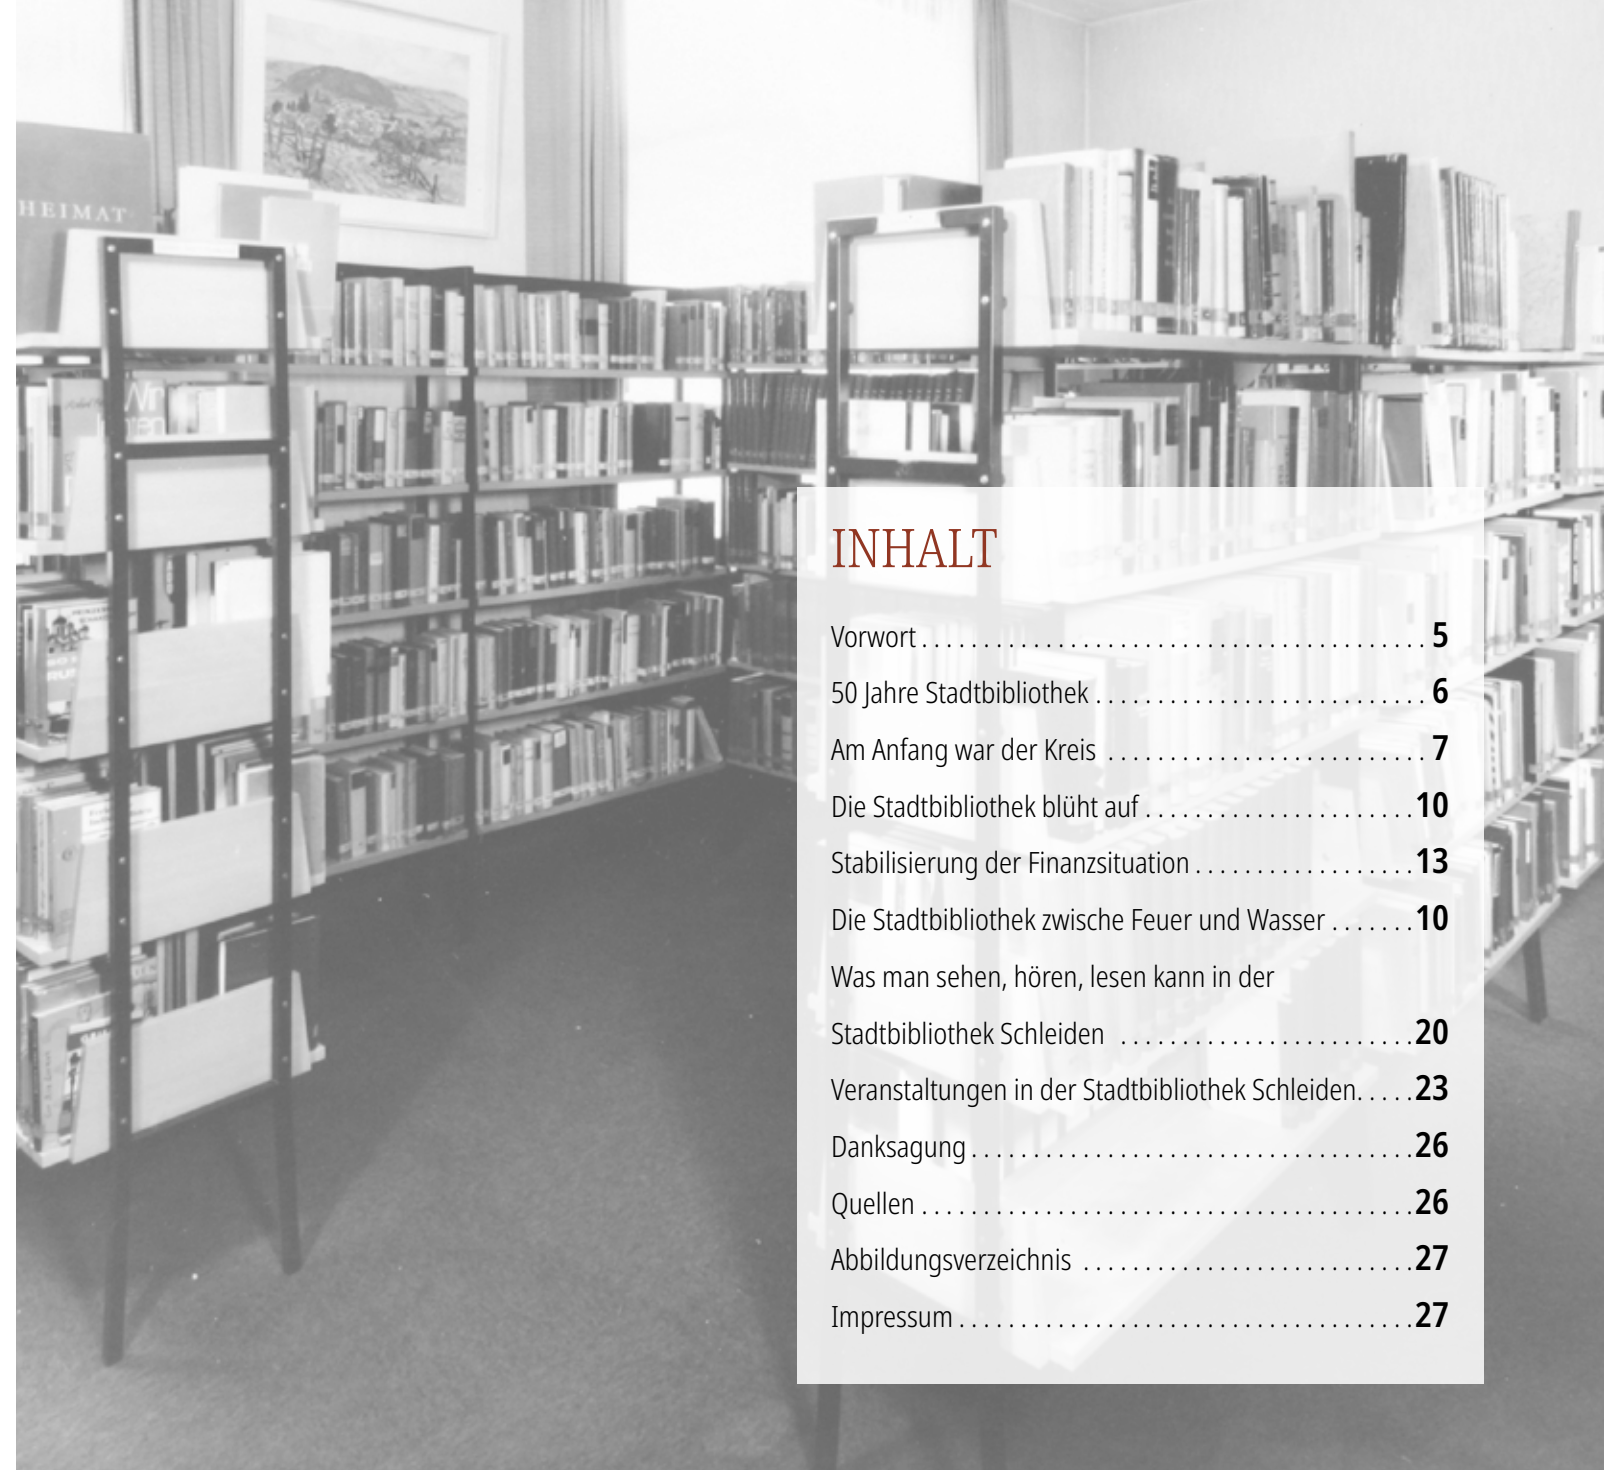 HEIMAT
INHALT
Vorwort . . . . . . . . . . . . . . . . . . . . . . . . . . . . . . . . . . . . . . . . . 5
50 Jahre Stadtbibliothek . . . . . . . . . . . . . . . . . . . . . . . . . . . 6
Am Anfang war der Kreis . . . . . . . . . . . . . . . . . . . . . . . . . . 7
Die Stadtbibliothek blüht auf . . . . . . . . . . . . . . . . . . . . . . 10
Stabilisierung der Finanzsituation . . . . . . . . . . . . . . . . . . 13
Die Stadtbibliothek zwische Feuer und Wasser . . . . . . . 10
Was man sehen, hören, lesen kann in der
Stadtbibliothek Schleiden . . . . . . . . . . . . . . . . . . . . . . . . 20
Veranstaltungen in der Stadtbibliothek Schleiden. . . . . 23
Danksagung . . . . . . . . . . . . . . . . . . . . . . . . . . . . . . . . . . . . 26
Quellen . . . . . . . . . . . . . . . . . . . . . . . . . . . . . . . . . . . . . . . . 26
Abbildungsverzeichnis . . . . . . . . . . . . . . . . . . . . . . . . . . . 27
Impressum . . . . . . . . . . . . . . . . . . . . . . . . . . . . . . . . . . . . . 27